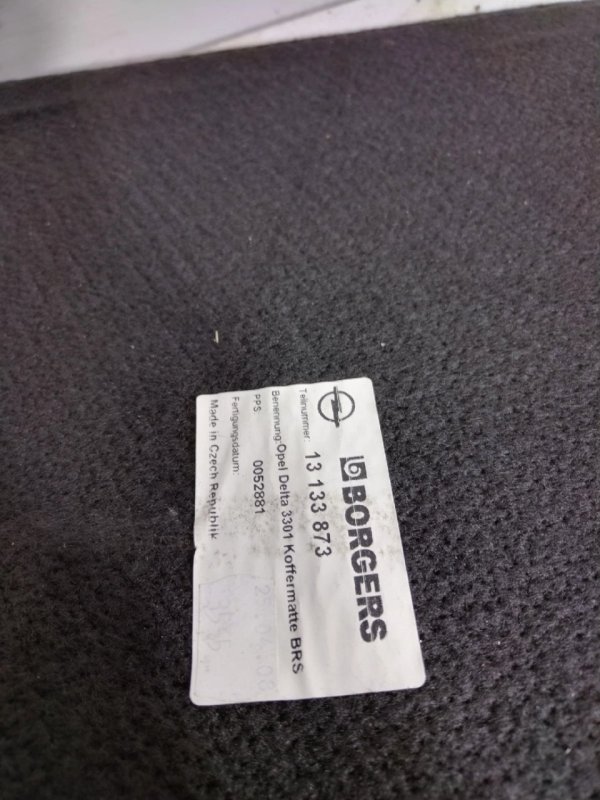 BORGERS
Teilnummer: 13 133 873
Benennung:Opel Delta 3301 Koffermatte BRS
PPS: 0052881
Fertigungsdatum:
Made in Czech Republik